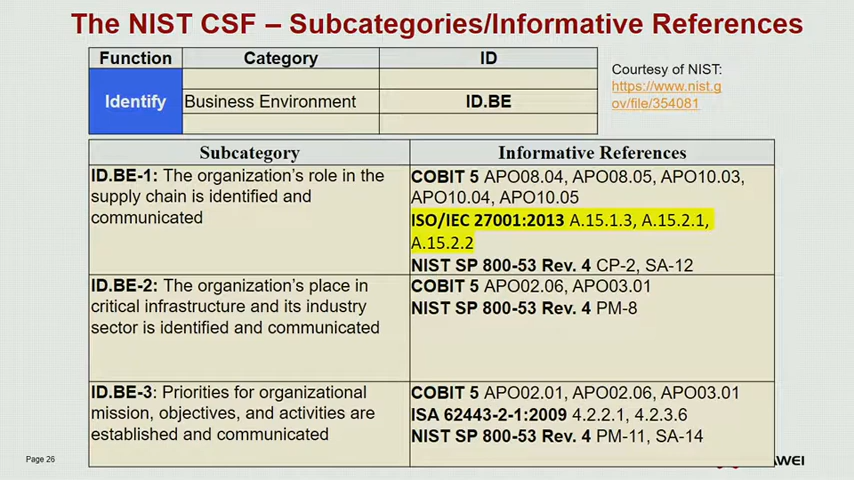 The NIST CSF – Subcategories/Informative References
Function Category ID
Identify Business Environment ID.BE
Courtesy of NIST:
https://www.nist.g
ov/file/354081
Subcategory Informative References
ID.BE-1: The organization's role in the
supply chain is identified and
communicated
COBIT 5 APO08.04, APO08.05, APO10.03,
APO10.04, APO10.05
ISO/IEC 27001:2013 A.15.1.3, A.15.2.1,
A.15.2.2
NIST SP 800-53 Rev. 4 CP-2, SA-12
ID.BE-2: The organization's place in
critical infrastructure and its industry
sector is identified and communicated
COBIT 5 APO02.06, APO03.01
NIST SP 800-53 Rev. 4 PM-8
ID.BE-3: Priorities for organizational
mission, objectives, and activities are
established and communicated
COBIT 5 APO02.01, APO02.06, APO03.01
ISA 62443-2-1:2009 4.2.2.1, 4.2.3.6
NIST SP 800-53 Rev. 4 PM-11, SA-14
Page 26